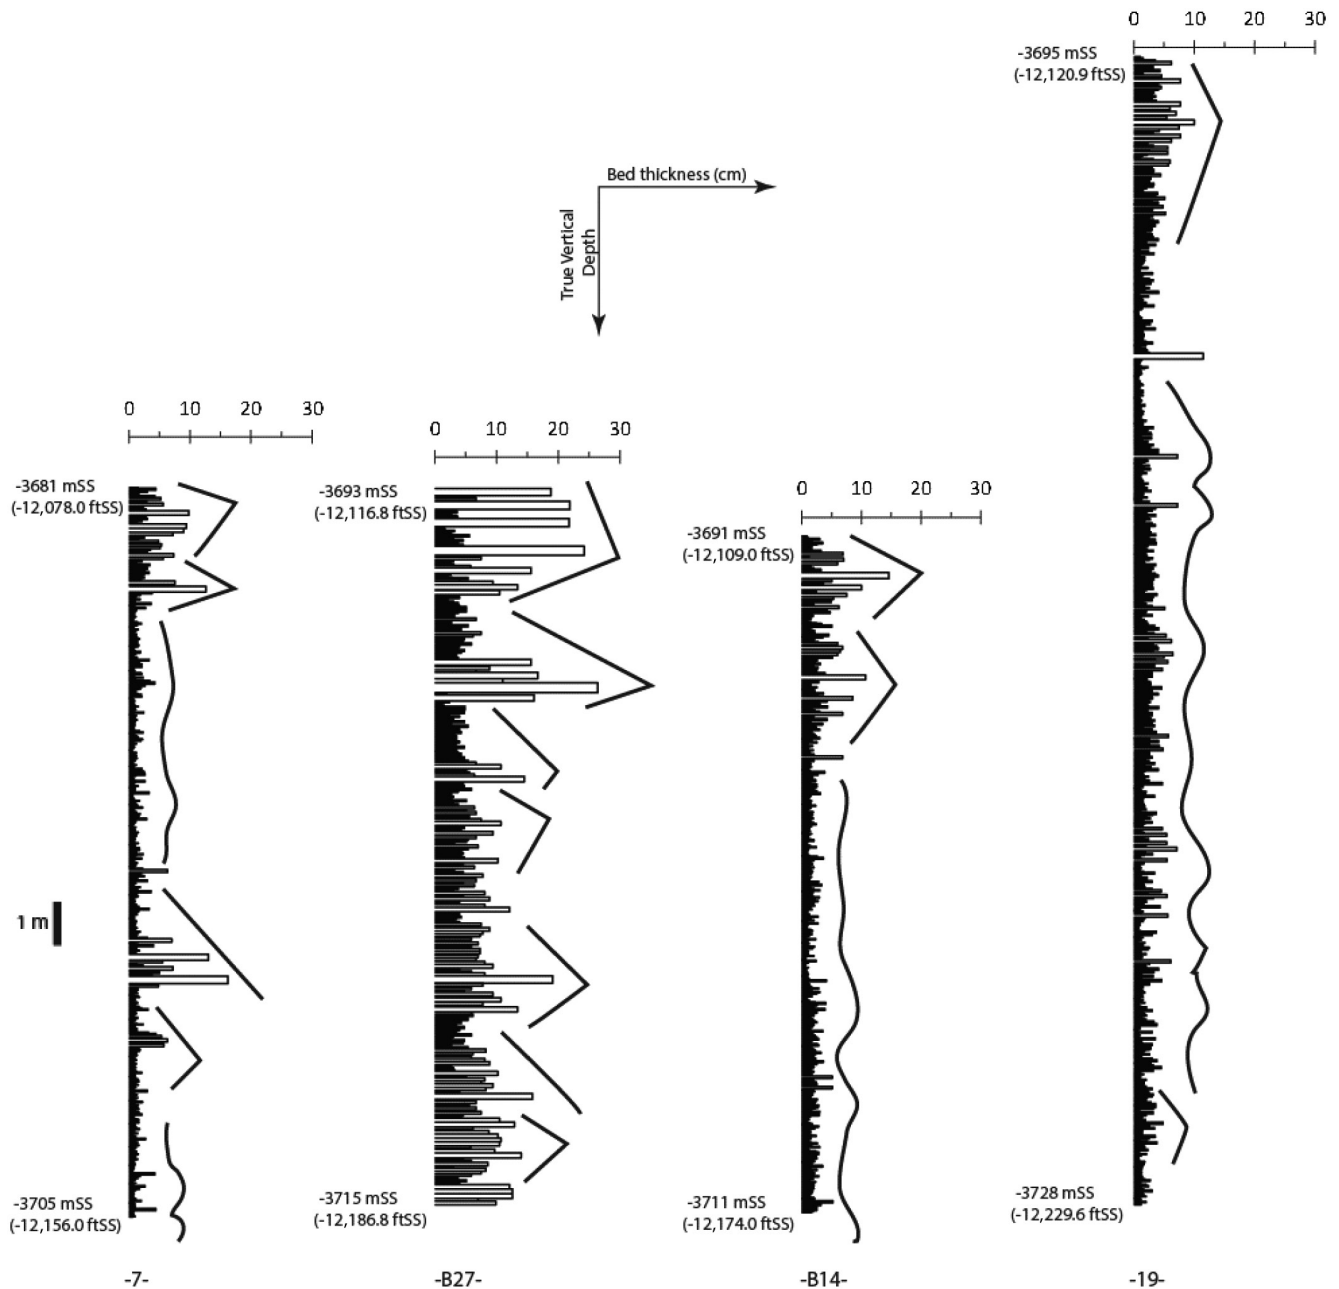 0 10 20 30
-3695 mSS
(-12,120.9 ftSS)
Bed thickness (cm)
True Vertical
Depth
0 10 20 30
-3681 mSS
(-12,078.0 ftSS)
0 10 20 30
-3693 mSS
(-12,116.8 ftSS)
0 10 20 30
-3691 mSS
(-12,109.0 ftSS)
1 m
-3705 mSS
(-12,156.0 ftSS)
-3715 mSS
(-12,186.8 ftSS)
-3711 mSS
(-12,174.0 ftSS)
-3728 mSS
(-12,229.6 ftSS)
-7-
-B27-
-B14-
-19-